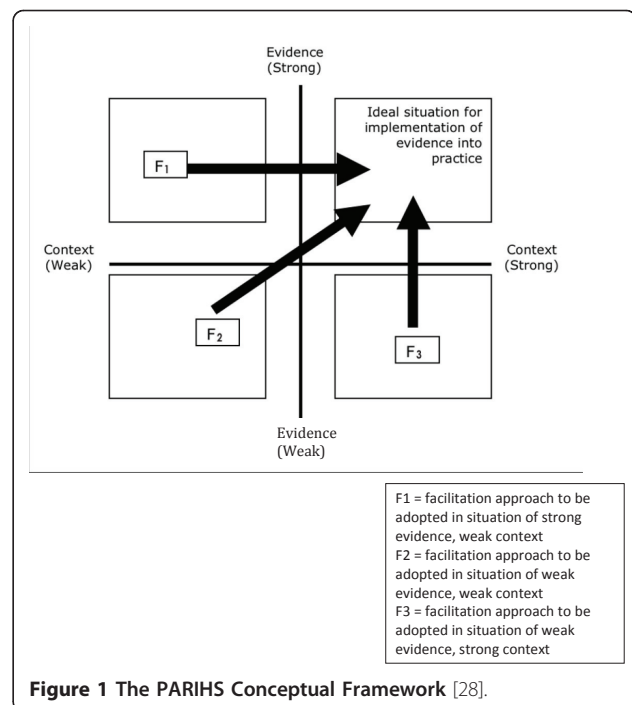 Evidence
(Strong)
Ideal situation for
implementation of
evidence into
practice
F1
Context
(Weak)
Context
(Strong)
F2
F3
Evidence
(Weak)
F1 = facilitation approach to be
adopted in situation of strong
evidence, weak context
F2 = facilitation approach to be
adopted in situation of weak
evidence, weak context
F3 = facilitation approach to be
adopted in situation of weak
evidence, strong context
Figure 1 The PARIHS Conceptual Framework [28].